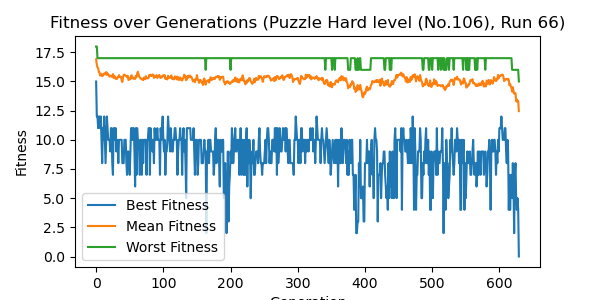 Fitness over Generations (Puzzle Hard level (No.106), Run 66)
Fitness
17.5
15.0
12.5
10.0
7.5
5.0
2.5
0.0
Best Fitness
Mean Fitness
Worst Fitness
0 100 200 300 400 500 600
Generation